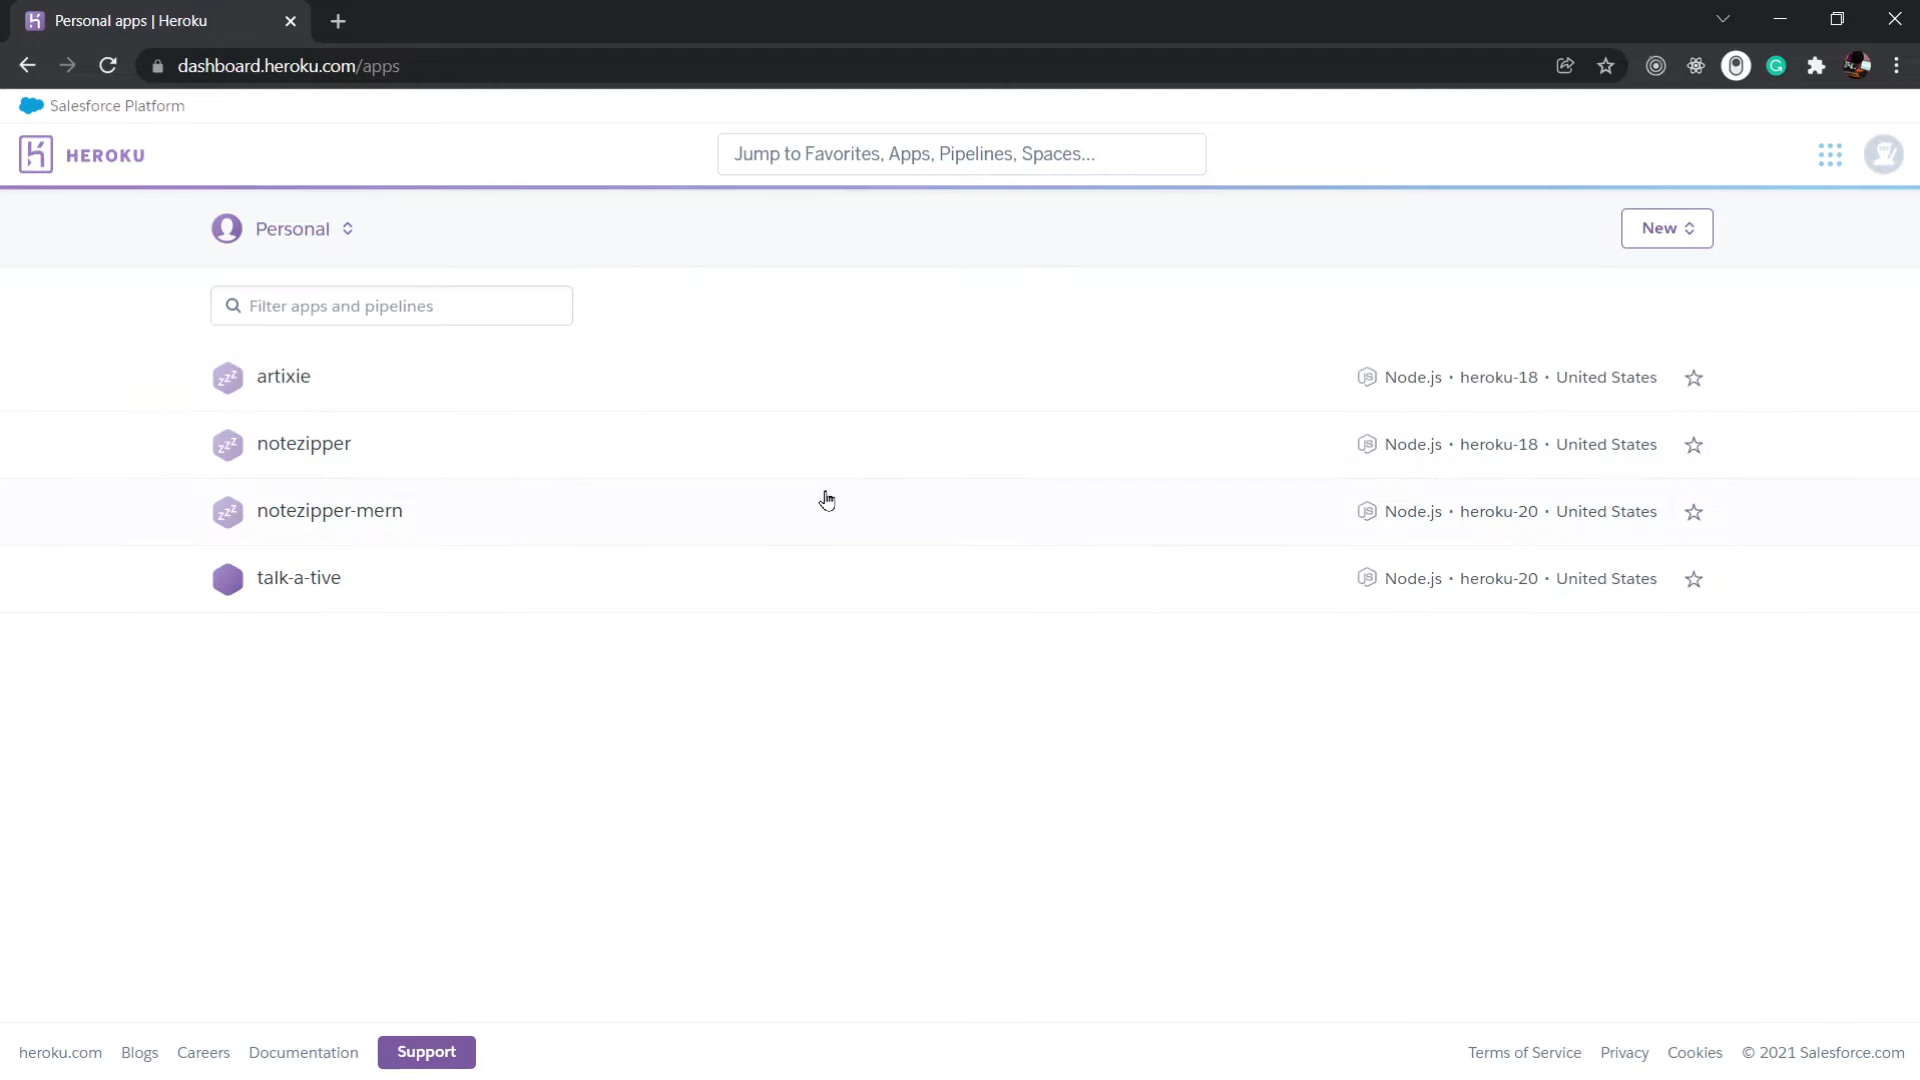 Personal apps | Heroku
dashboard.heroku.com/apps
Salesforce Platform
HEROKU
Jump to Favorites, Apps, Pipelines, Spaces...
Personal
New
Filter apps and pipelines
artixie
Node.js • heroku-18 • United States
notezipper
Node.js • heroku-18 • United States
notezipper-mern
Node.js • heroku-20 • United States
talk-a-tive
Node.js • heroku-20 • United States
heroku.com Blogs Careers Documentation Support Terms of Service Privacy Cookies © 2021 Salesforce.com